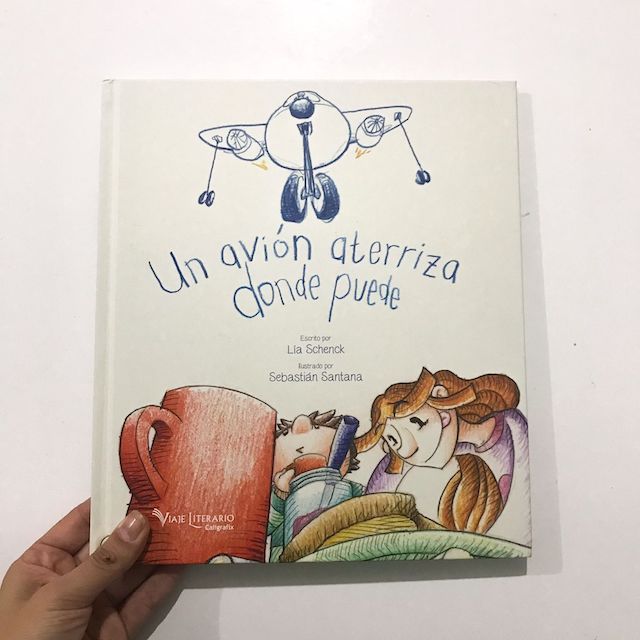 Un avión aterriza
donde puede
Escrito por
Lía Schenck
Ilustrado por
Sebastián Santana
Viaje Literario
Caligrafix